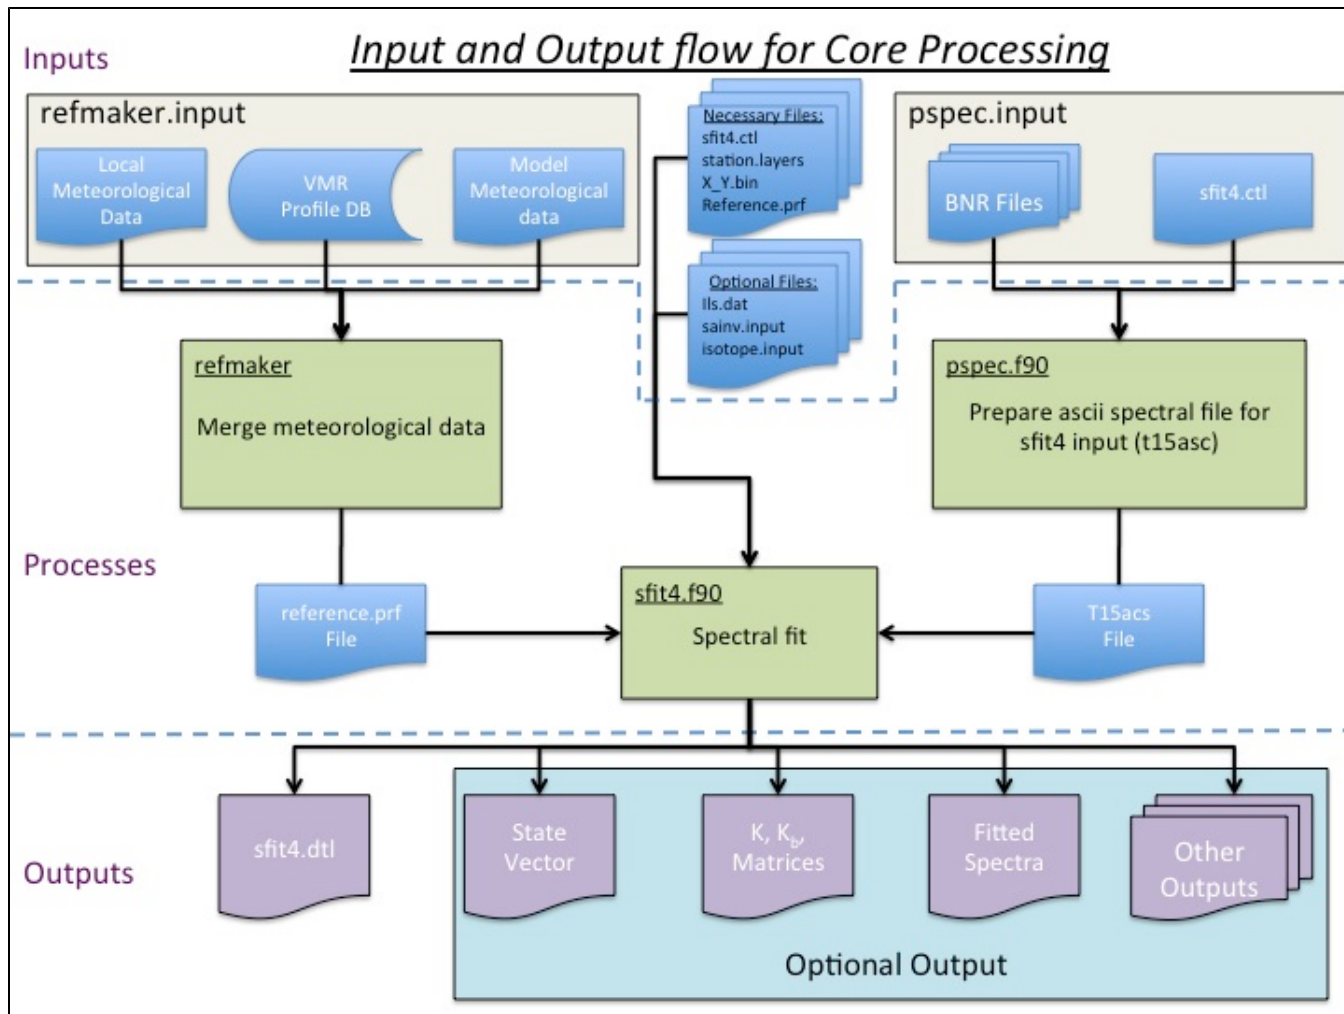 Input and Output flow for Core Processing
Inputs
refmaker.input
Local
Meteorological
Data
VMR
Profile DB
Model
Meteorological
data
Necessary Files:
sfit4.ctl
station.layers
X_Y.bin
Reference.prf
Optional Files:
Ils.dat
sainv.input
isotope.input
pspec.input
BNR Files
sfit4.ctl
refmaker
Merge meteorological data
pspec.f90
Prepare ascii spectral file for
sfit4 input (t15asc)
Processes
reference.prf
File
sfit4.f90
Spectral fit
T15acs
File
Outputs
sfit4.dtl
State
Vector
K, Kb,
Matrices
Fitted
Spectra
Other
Outputs
Optional Output